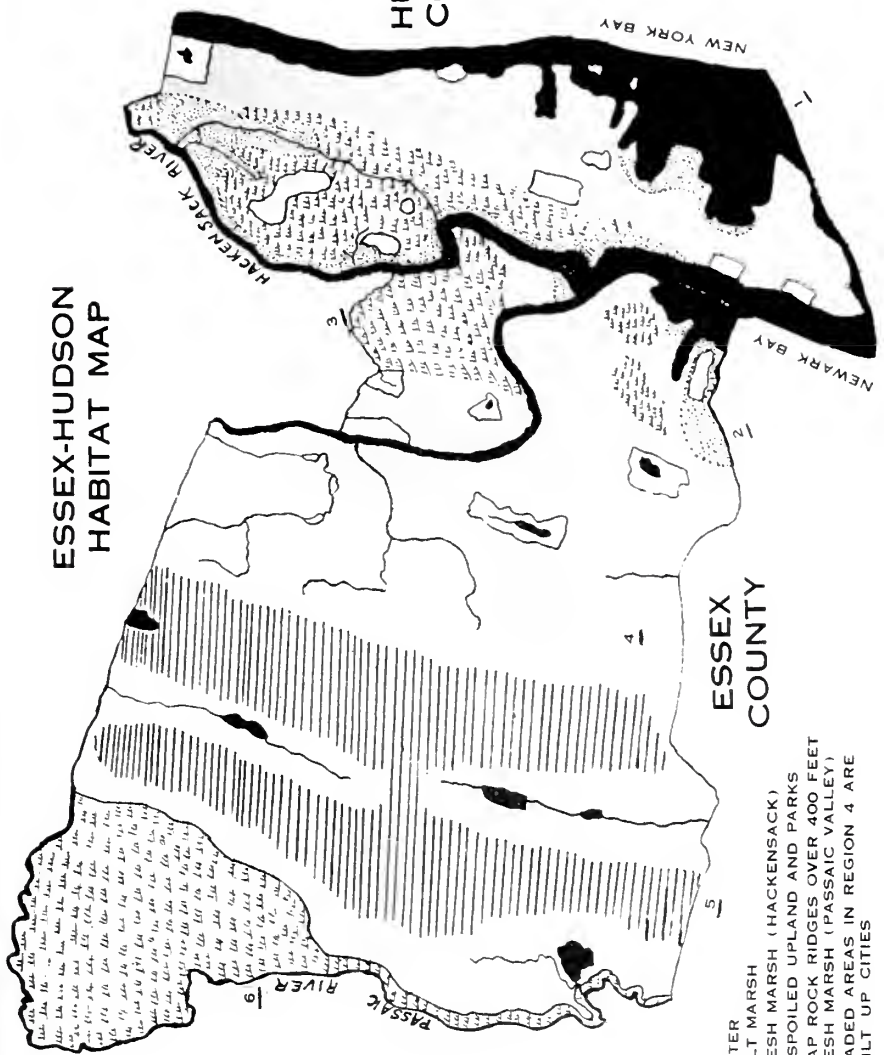 ESSEX-HUDSON
HABITAT MAP
HACKENSACK RIVER
NEW YORK BAY
NEWARK BAY
1
2
3
4
5
6
PASSAIC RIVER
ESSEX
COUNTY
ESH MARSH (HACKENSACK)
SPOILED UPLAND AND PARKS
AP ROCK RIDGES OVER 400 FEET
ESH MARSH (PASSAIC VALLEY)
ADED AREAS IN REGION 4 ARE
ILT UP CITIES
TER
LT MARSH
H
C